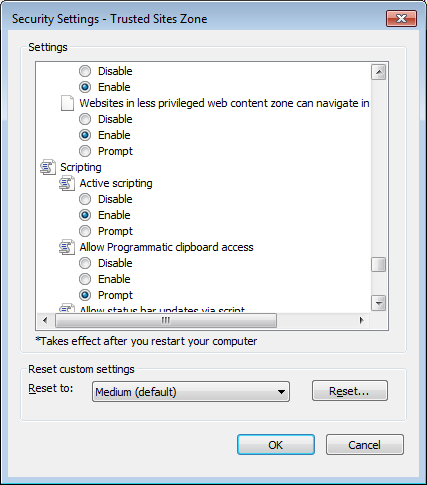 Security Settings - Trusted Sites Zone
Settings
Disable
Enable
Websites in less privileged web content zone can navigate in
Disable
Enable
Prompt
Scripting
Active scripting
Disable
Enable
Prompt
Allow Programmatic clipboard access
Disable
Enable
Prompt
Allow status bar updates via script
*Takes effect after you restart your computer
Reset custom settings
Reset to: Medium (default) Reset...
OK Cancel